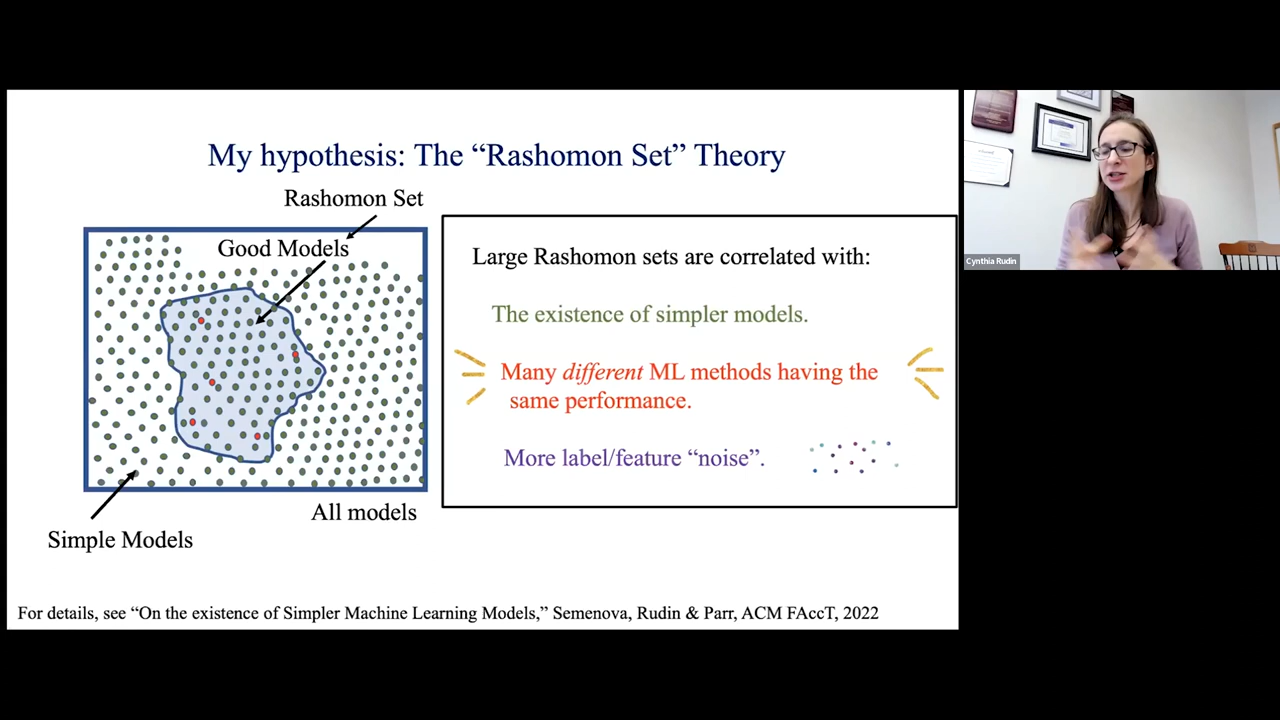 My hypothesis: The “Rashomon Set” Theory
Rashomon Set
Good Models
Simple Models
All models
Large Rashomon sets are correlated with:
The existence of simpler models.
Many different ML methods having the
same performance.
More label/feature “noise”.
For details, see “On the existence of Simpler Machine Learning Models,” Semenova, Rudin & Parr, ACM FAccT, 2022
Cynthia Rudin